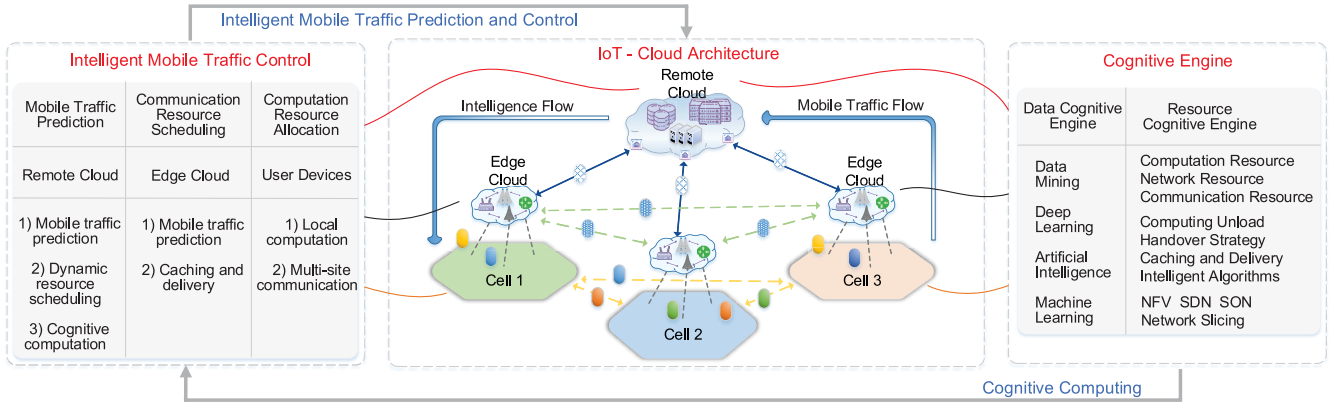 Intelligent Mobile Traffic Prediction and Control
Intelligent Mobile Traffic Control
Mobile Traffic
Prediction
Communication
Resource
Scheduling
Computation
Resource
Allocation
Remote Cloud
Edge Cloud
User Devices
1) Mobile traffic
prediction
2) Dynamic
resource
scheduling
3) Cognitive
computation
1) Mobile traffic
prediction
2) Caching and
delivery
1) Local
computation
2) Multi-site
communication
IoT - Cloud Architecture
Remote
Cloud
Intelligence Flow
Mobile Traffic Flow
Edge
Cloud
Edge
Cloud
Cell 1
Cell 2
Cell 3
Cognitive Engine
Data Cognitive
Engine
Resource
Cognitive Engine
Data
Mining
Deep
Learning
Artificial
Intelligence
Machine
Learning
Computation Resource
Network Resource
Communication Resource
Computing Unload
Handover Strategy
Caching and Delivery
Intelligent Algorithms
NFV SDN SON
Network Slicing
Cognitive Computing